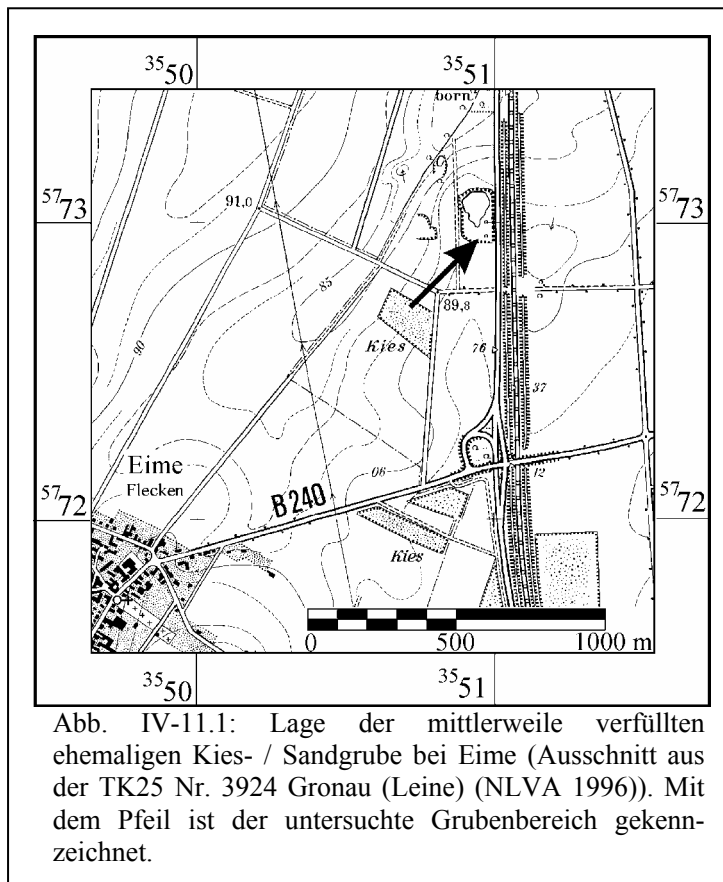 35 50
35 51
born
57 73
57 73
91,0
85
89,8
Kies
90
76
37
Eime
Flecken
90
B 240
12
57 72
57 72
Kies
0 500 1000 m
35 50
35 51
Abb. IV-11.1: Lage der mittlerweile verfüllten
ehemaligen Kies- / Sandgrube bei Eime (Ausschnitt aus
der TK25 Nr. 3924 Gronau (Leine) (NLVA 1996)). Mit
dem Pfeil ist der untersuchte Grubenbereich gekenn-
zeichnet.